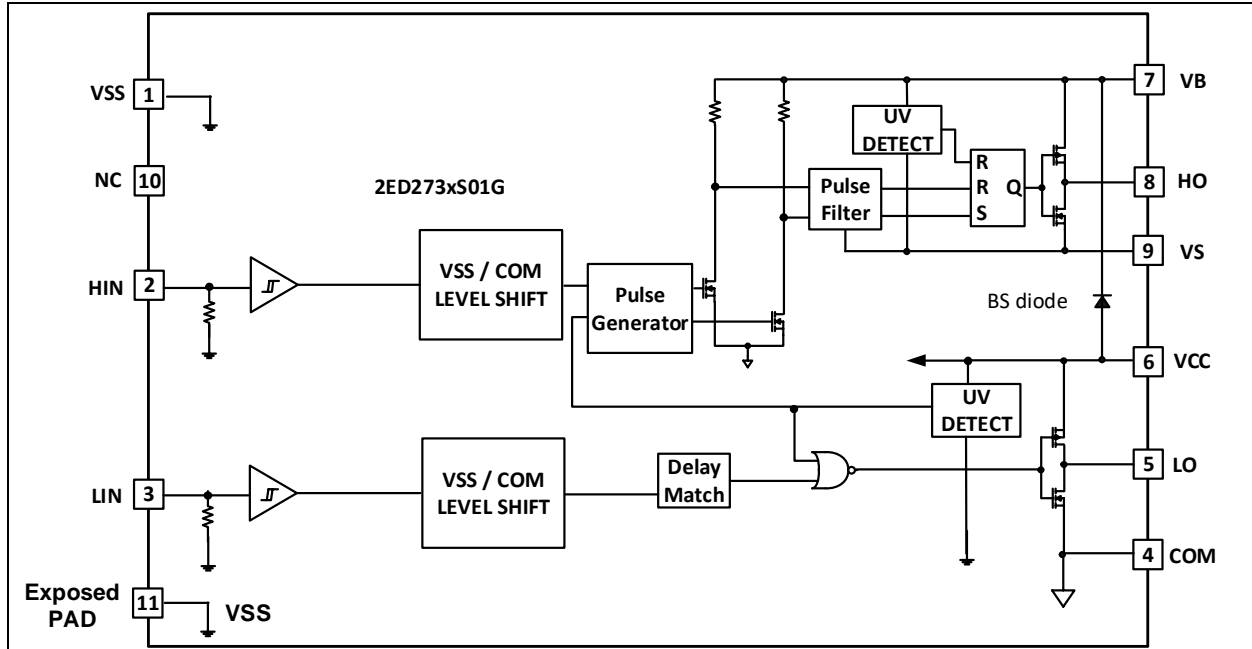 VSS
1
NC
10
HIN
2
LIN
3
Exposed
PAD
11
VSS
2ED273xS01G
VSS / COM
LEVEL SHIFT
Pulse
Generator
VSS / COM
LEVEL SHIFT
Delay
Match
UV
DETECT
Pulse
Filter
R
R
S
Q
BS diode
UV
DETECT
7
VB
8
HO
9
VS
6
VCC
5
LO
4
COM